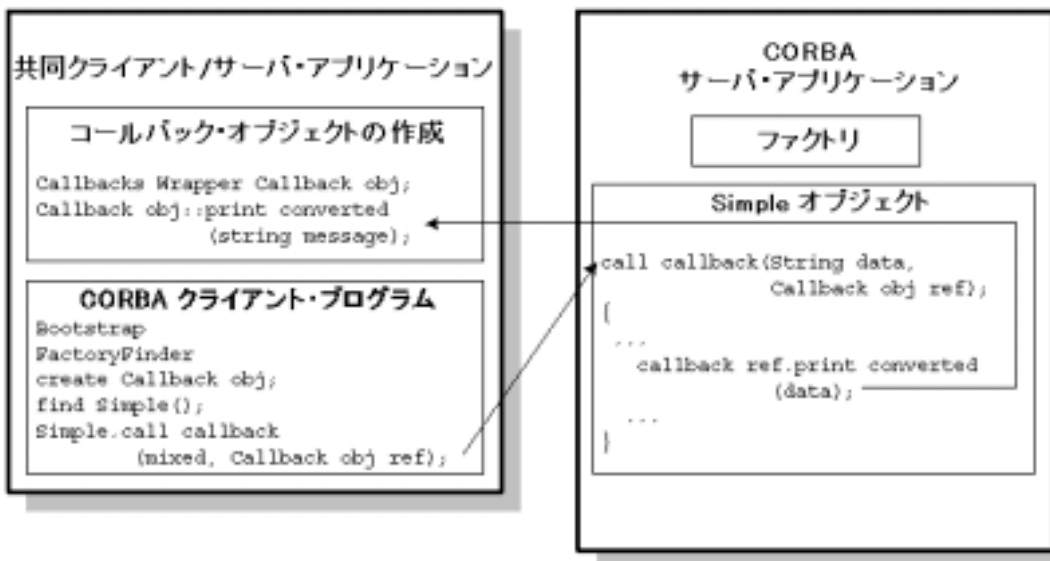 共同クライアント/サーバ・アプリケーション
コールバック・オブジェクトの作成
Callbacks Wrapper Callback obj;
Callback obj::print converted
(string message);
CORBA クライアント・プログラム
Bootstrap
FactoryFinder
create Callback obj;
find Simple();
Simple.call callback
(mixed, Callback obj ref);
CORBA
サーバ・アプリケーション
ファクトリ
Simple オブジェクト
call callback(String data,
Callback obj ref);
{
...
callback ref.print converted
(data);
...
}